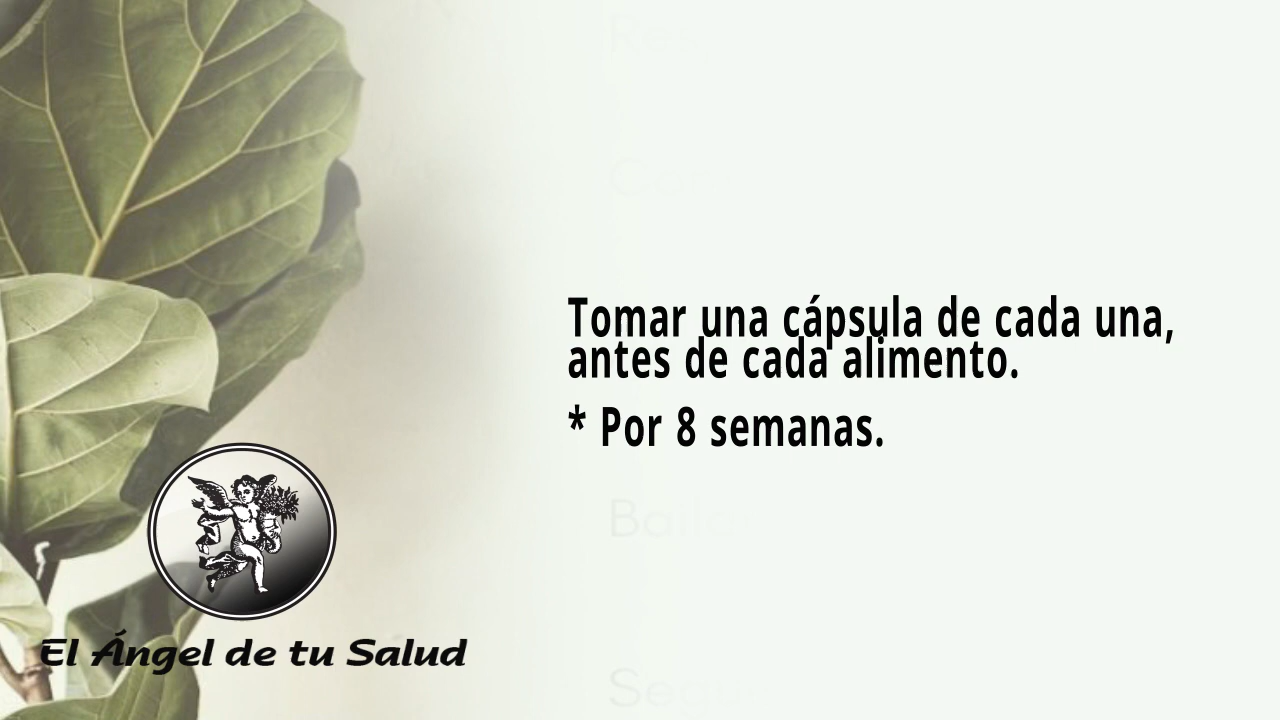 Tomar una cápsula de cada una,
antes de cada alimento.
* Por 8 semanas.
El Ángel de tu Salud